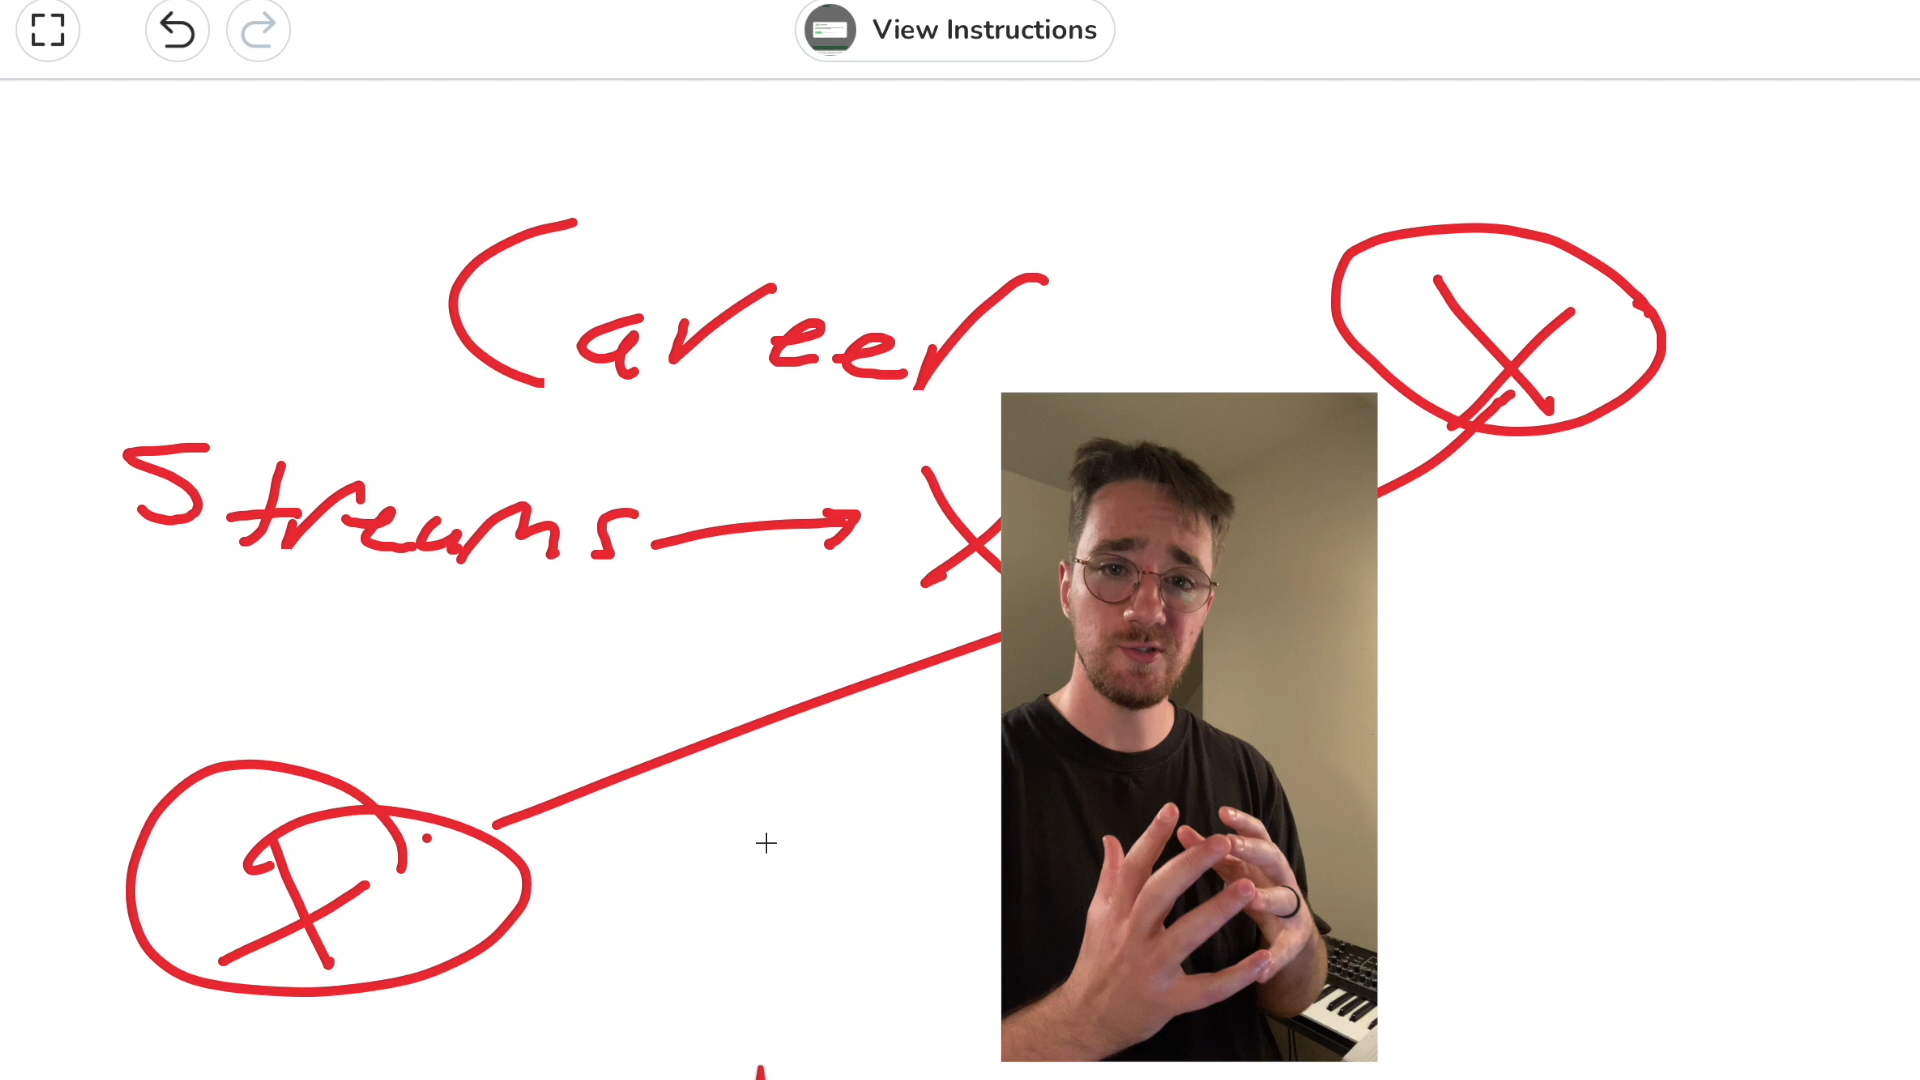 View Instructions
Career
X
Streams → X
X